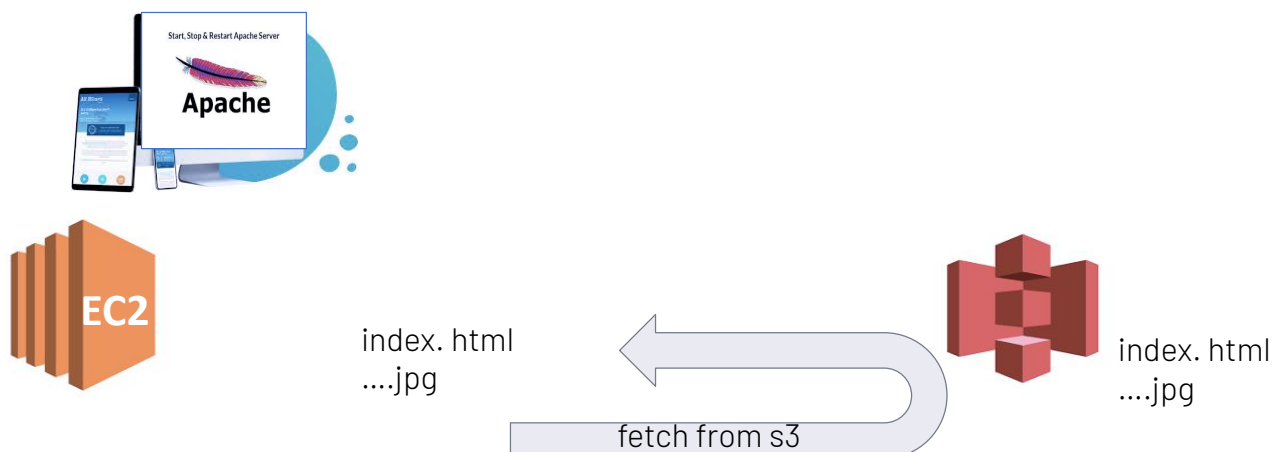 Start, Stop & Restart Apache Server
Apache
EC2
index. html
....jpg
fetch from s3
index. html
....jpg